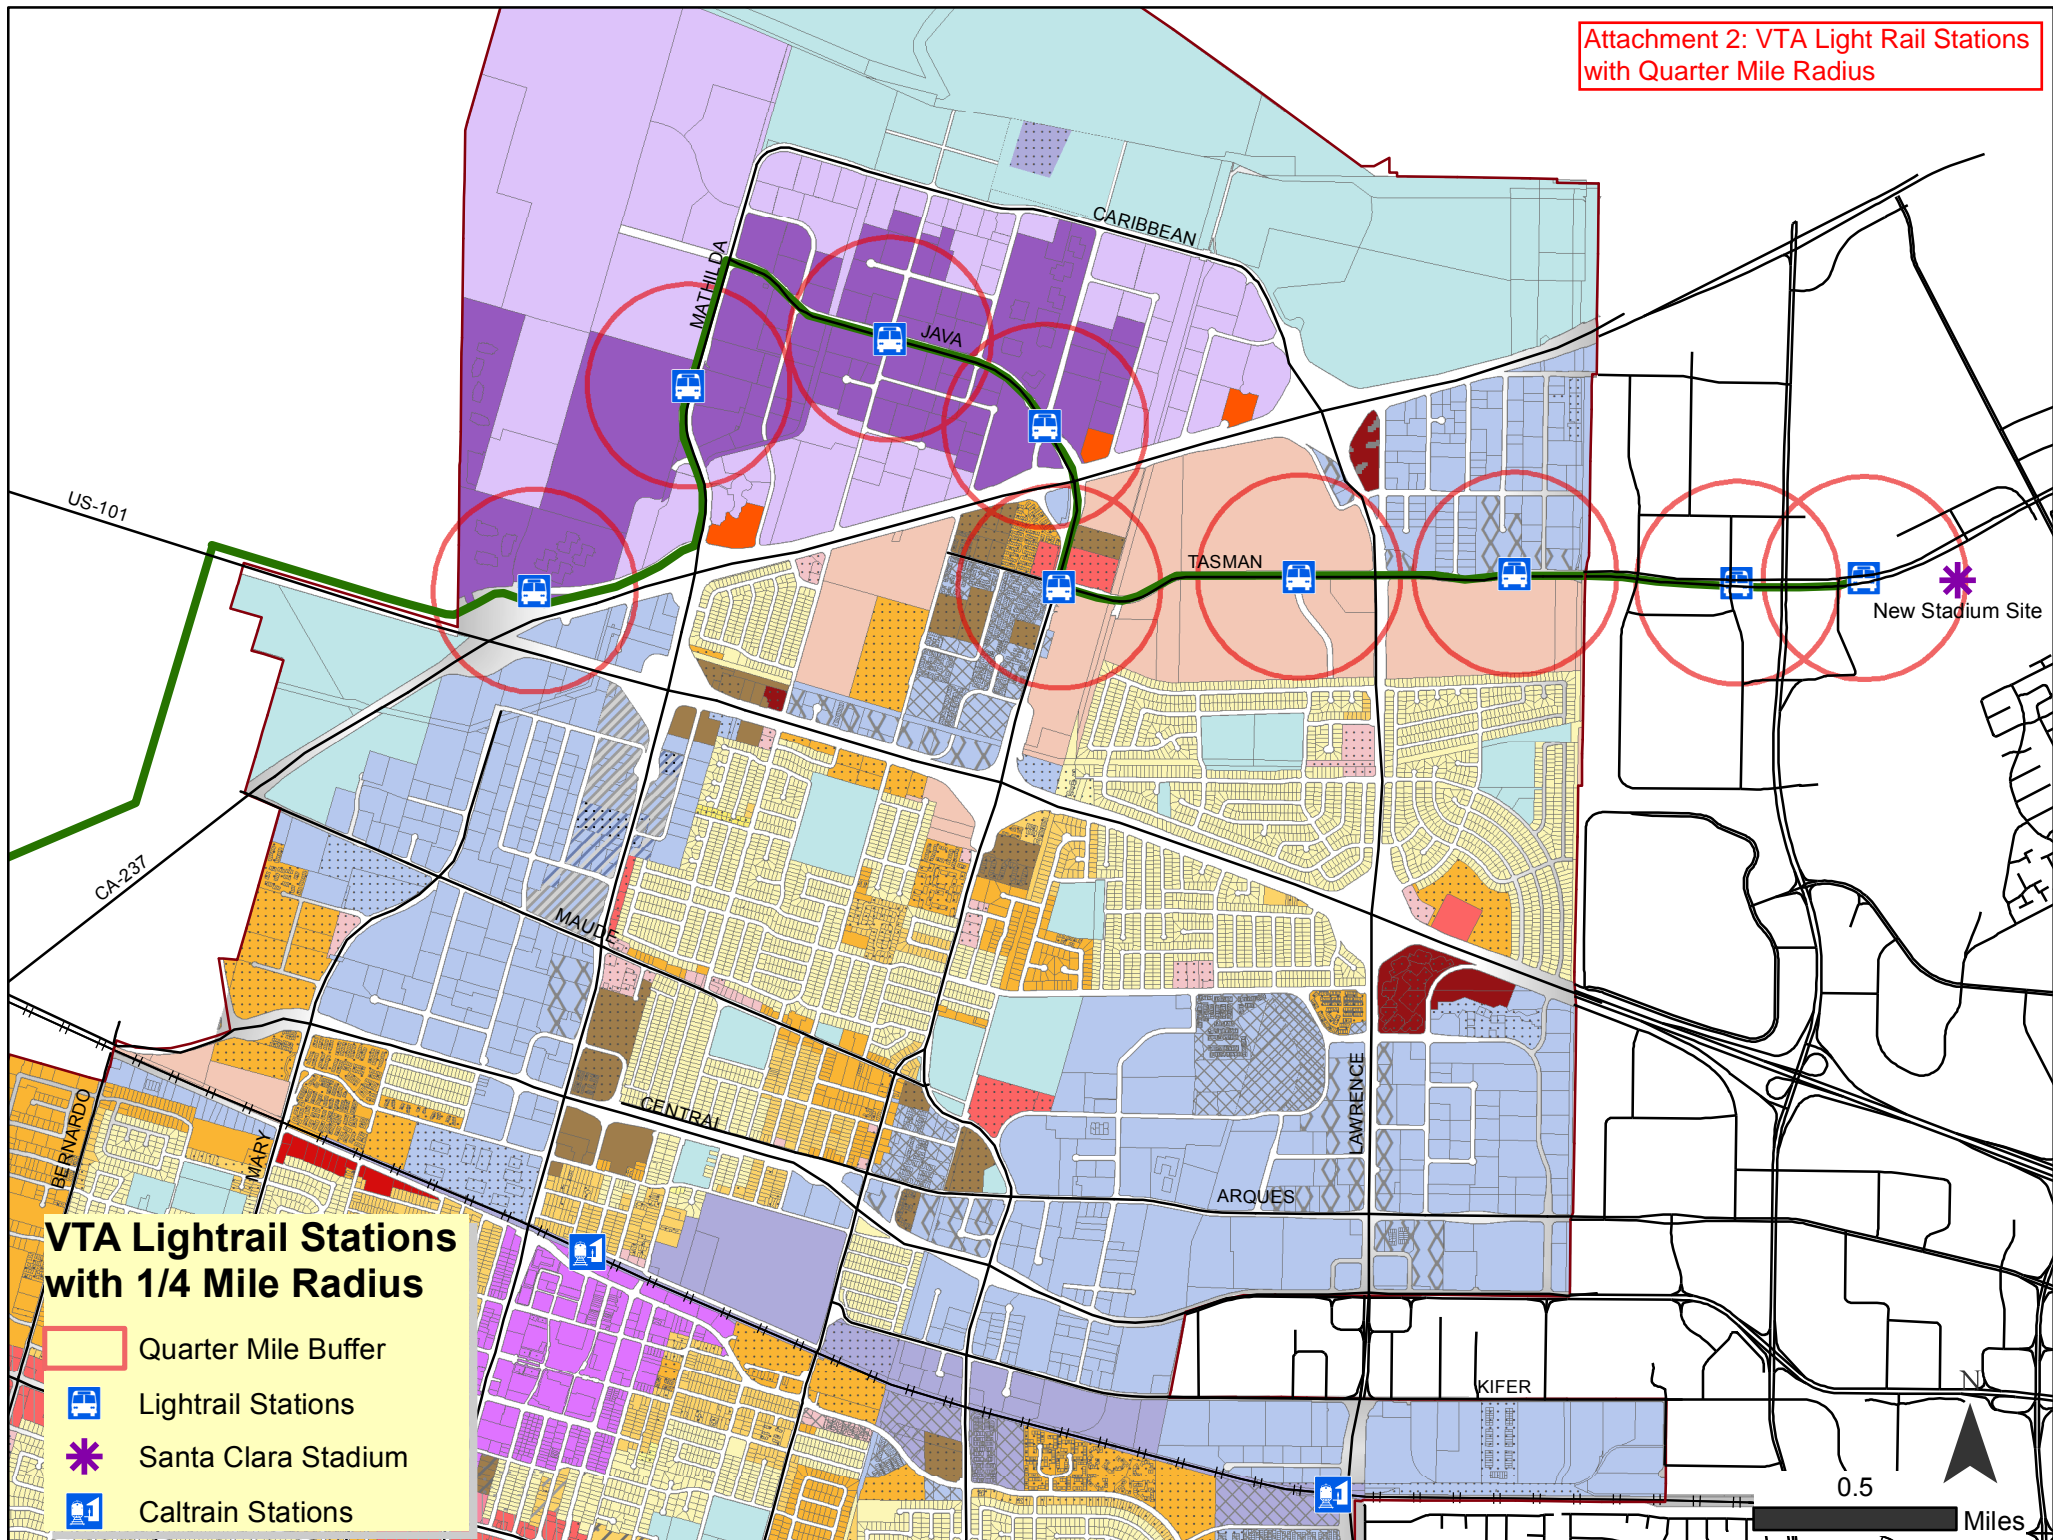 Attachment 2: VTA Light Rail Stations
with Quarter Mile Radius
CARIBBEAN
MATHILDA
JAVA
US-101
TASMAN
New Stadium Site
CA-237
MAUDE
LAWRENCE
CENTRAL
BERNARDO
MARY
ARQUES
KIFER
VTA Lightrail Stations
with 1/4 Mile Radius
Quarter Mile Buffer
Lightrail Stations
Santa Clara Stadium
Caltrain Stations
N
0.5
Miles